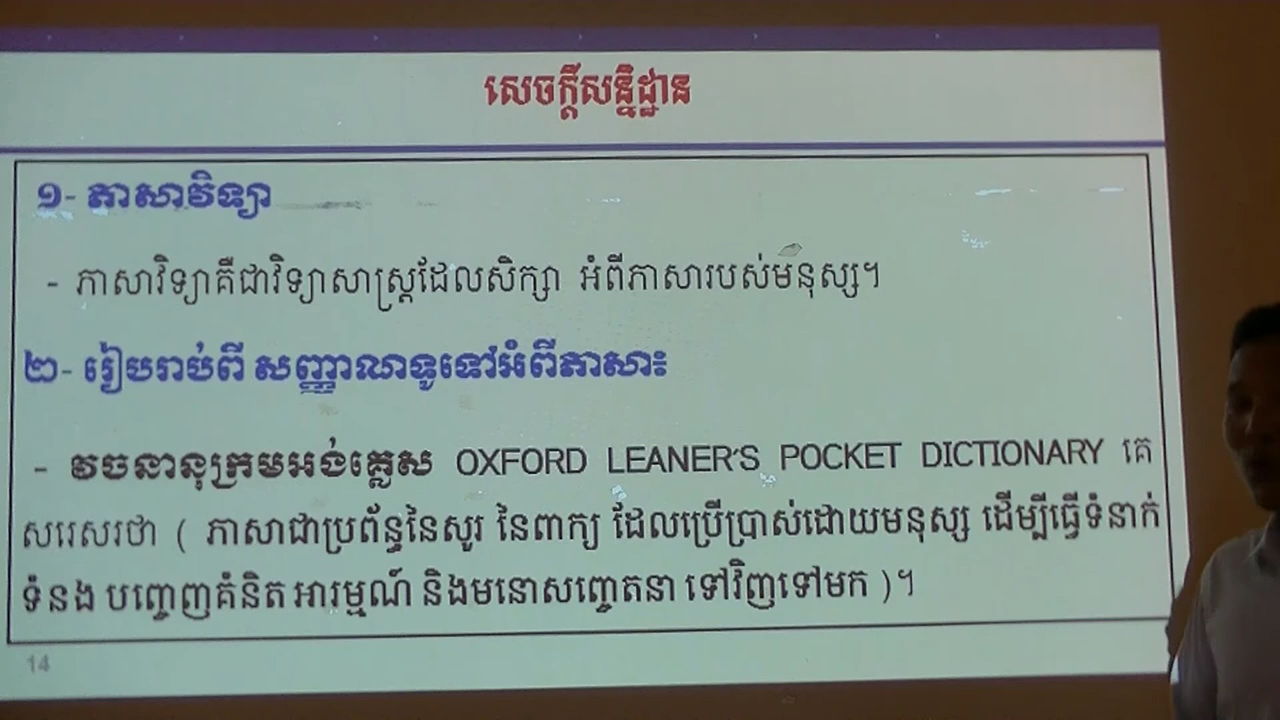 សេចក្តីសន្និដ្ឋាន
១- ភាសាវិទ្យា
- ភាសាវិទ្យាគឺជាវិទ្យាសាស្ត្រដែលសិក្សា អំពីភាសារបស់មនុស្ស។
២- រៀបរាប់ពី សញ្ញាណទូទៅអំពីភាសា៖
- វចនានុក្រមអង់គ្លេស OXFORD LEANER'S POCKET DICTIONARY គេ
សរសេរថា ( ភាសាជាប្រព័ន្ធនៃសូរ នៃពាក្យ ដែលប្រើប្រាស់ដោយមនុស្ស ដើម្បីធ្វើទំនាក់
ទំនង បញ្ចេញគំនិត អារម្មណ៍ និងមនោសញ្ចេតនា ទៅវិញទៅមក )។
14